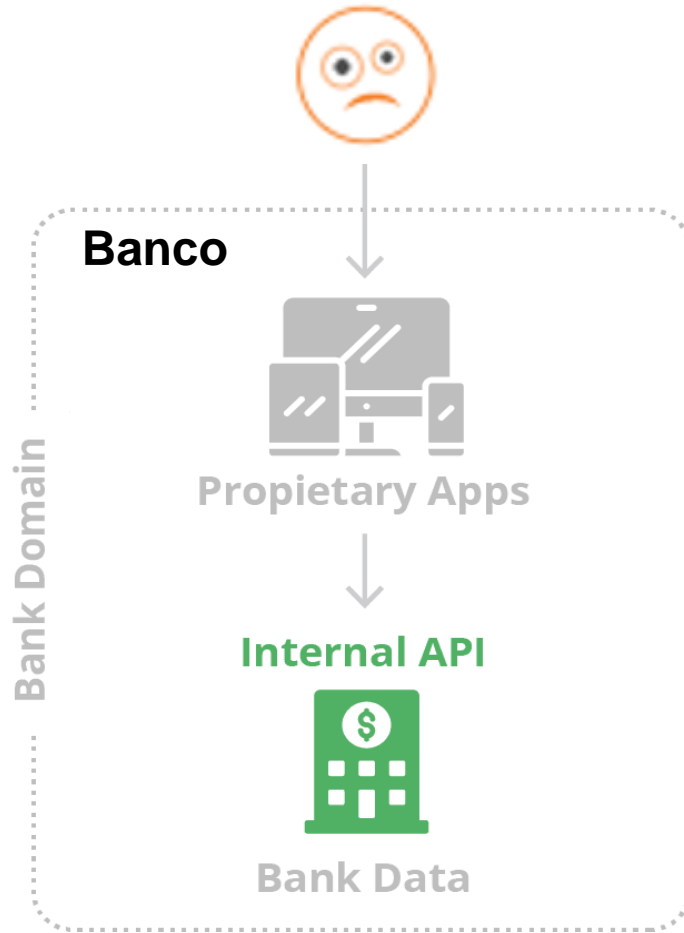 Banco
Propietary Apps
Bank Domain
Internal API
$
Bank Data